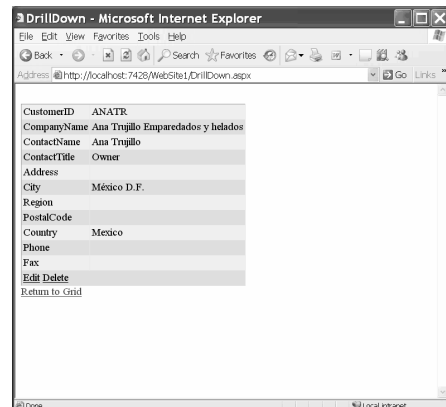 DrillDown - Microsoft Internet Explorer
File Edit View Favorites Tools Help
Back Search Favorites
Address http://localhost:7428/WebSite1/DrillDown.aspx Go Links »
CustomerID ANATR
CompanyName Ana Trujillo Emparedados y helados
ContactName Ana Trujillo
ContactTitle Owner
Address
City México D.F.
Region
PostalCode
Country Mexico
Phone
Fax
Edit Delete
Return to Grid
Done Local intranet